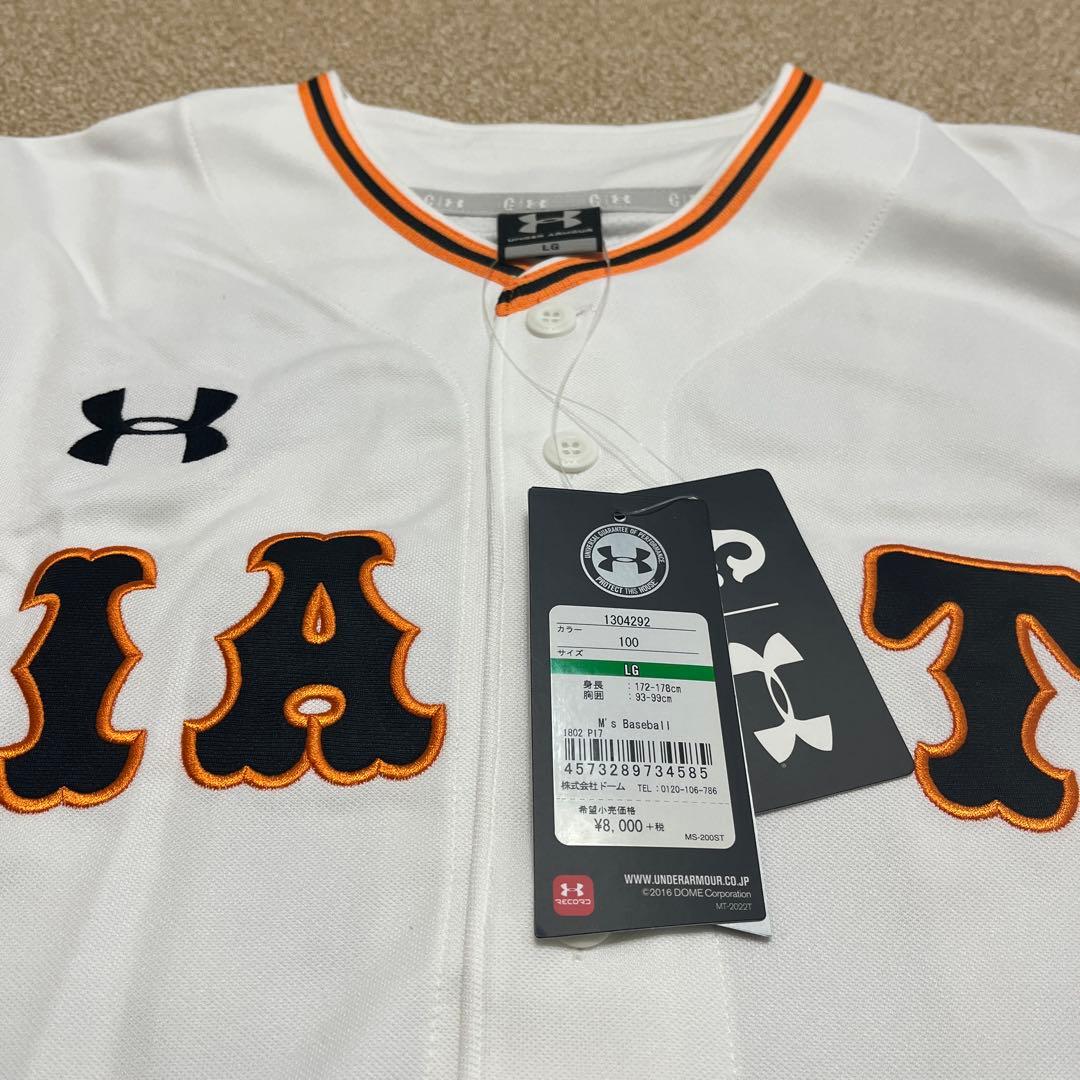 UNDER ARMOUR
LG
IA T
UNIVERSAL GUARANTEE OF PERFORMANCE
PROTECT THIS HOUSE
1304292
カラー
100
サイズ
LG
身長 : 172-178cm
胸囲 : 93-99cm
M's Baseball
1802 P17
4573289734585
株式会社ドーム TEL:0120-106-786
希望小売価格
¥8,000 +税
MS-200ST
WWW.UNDERARMOUR.CO.JP
©2016 DOME Corporation
MT-2022T
RECORD